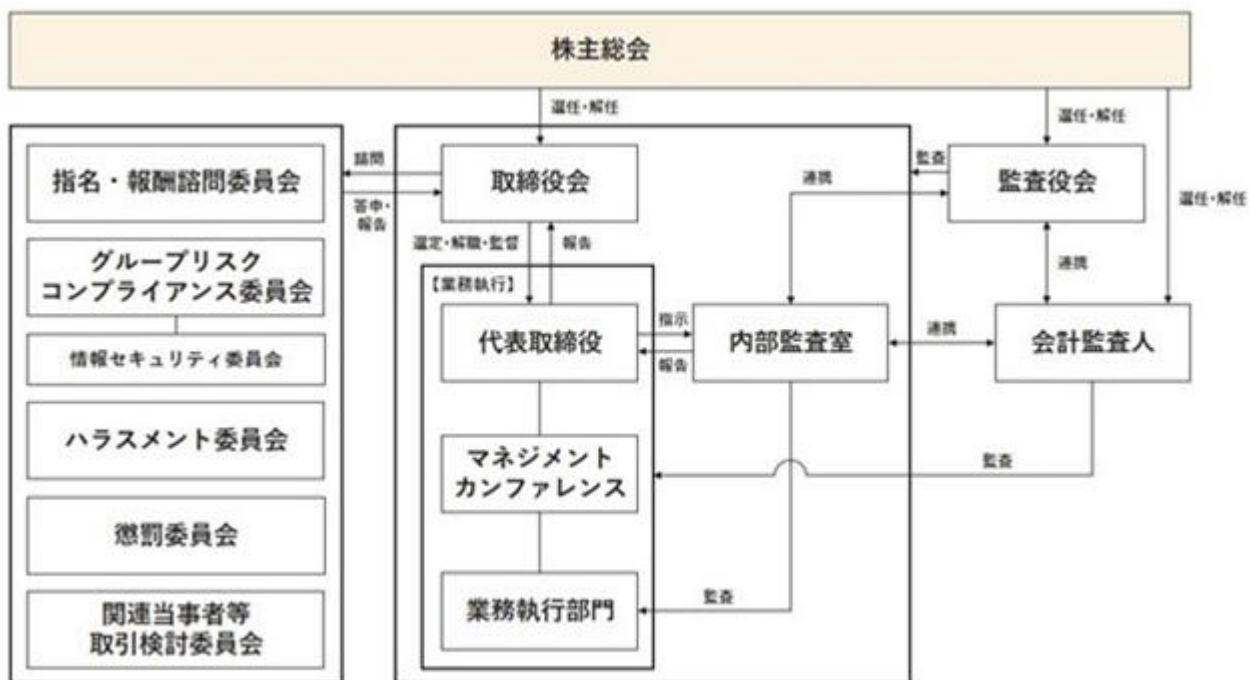 株主総会
選任・解任
選任・解任
選任・解任
指名・報酬諮問委員会
グループリスク
コンプライアンス委員会
情報セキュリティ委員会
ハラスメント委員会
懲罰委員会
関連当事者等
取引検討委員会
諮問
答申・
報告
取締役会
選定・解職・監督
報告
【業務執行】
代表取締役
マネジメント
カンファレンス
業務執行部門
指示
報告
内部監査室
連携
監査
監査役会
連携
連携
会計監査人
監査
監査